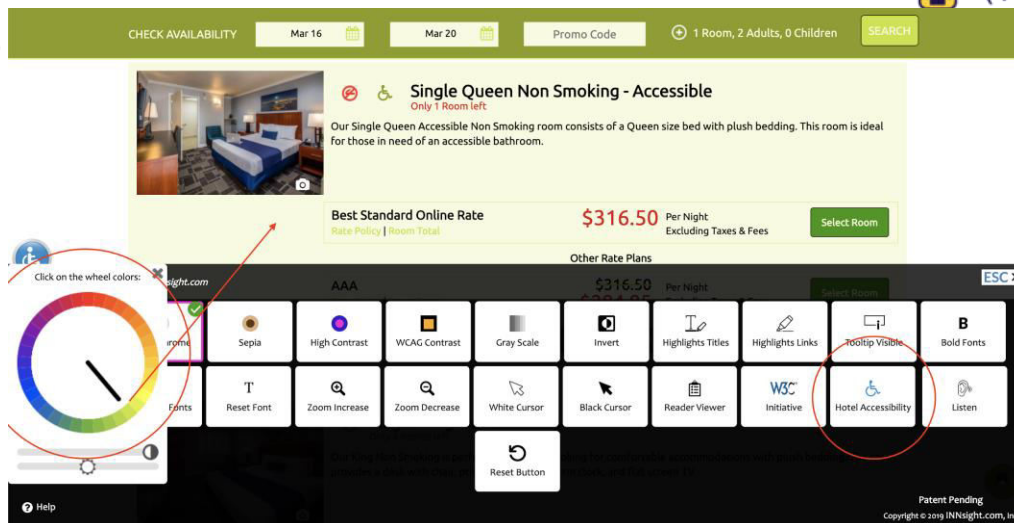 CHECK AVAILABILITY Mar 16 Mar 20 Promo Code 1 Room, 2 Adults, 0 Children SEARCH
Single Queen Non Smoking - Accessible
Only 1 Room left
Our Single Queen Accessible Non Smoking room consists of a Queen size bed with plush bedding. This room is ideal
for those in need of an accessible bathroom.
Best Standard Online Rate $316.50 Per Night
Rate Policy | Room Total Excluding Taxes & Fees Select Room
Other Rate Plans
Click on the wheel colors:
sight.com
ESC
AAA $316.50 Per Night
Select Room
rome Sepia High Contrast WCAG Contrast Gray Scale Invert Highlights Titles Highlights Links Tooltip Visible Bold Fonts
Fonts Reset Font Zoom Increase Zoom Decrease White Cursor Black Cursor Reader Viewer W3C Initiative Hotel Accessibility Listen
Reset Button
Help
Patent Pending
Copyright © 2019 INNsight.com, In